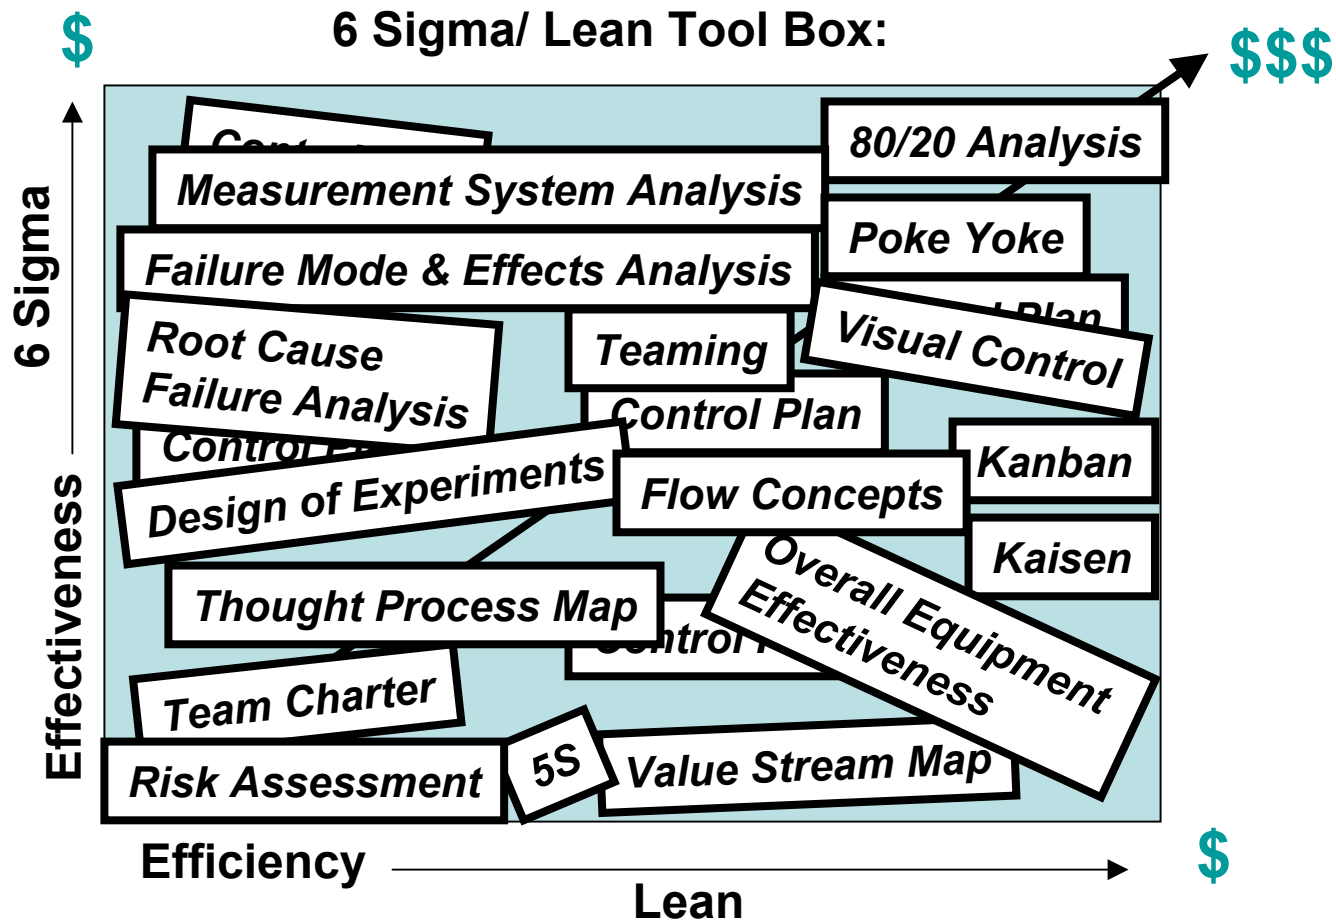 $
6 Sigma/ Lean Tool Box:
$$$
80/20 Analysis
Measurement System Analysis
Poke Yoke
Failure Mode & Effects Analysis
Plan
Visual Control
Root Cause
Failure Analysis
Teaming
Control Plan
Control
Design of Experiments
Flow Concepts
Kanban
Kaisen
Overall Equipment
Effectiveness
Thought Process Map
Team Charter
Risk Assessment
5S
Value Stream Map
6 Sigma
Effectiveness
Efficiency
Lean
$